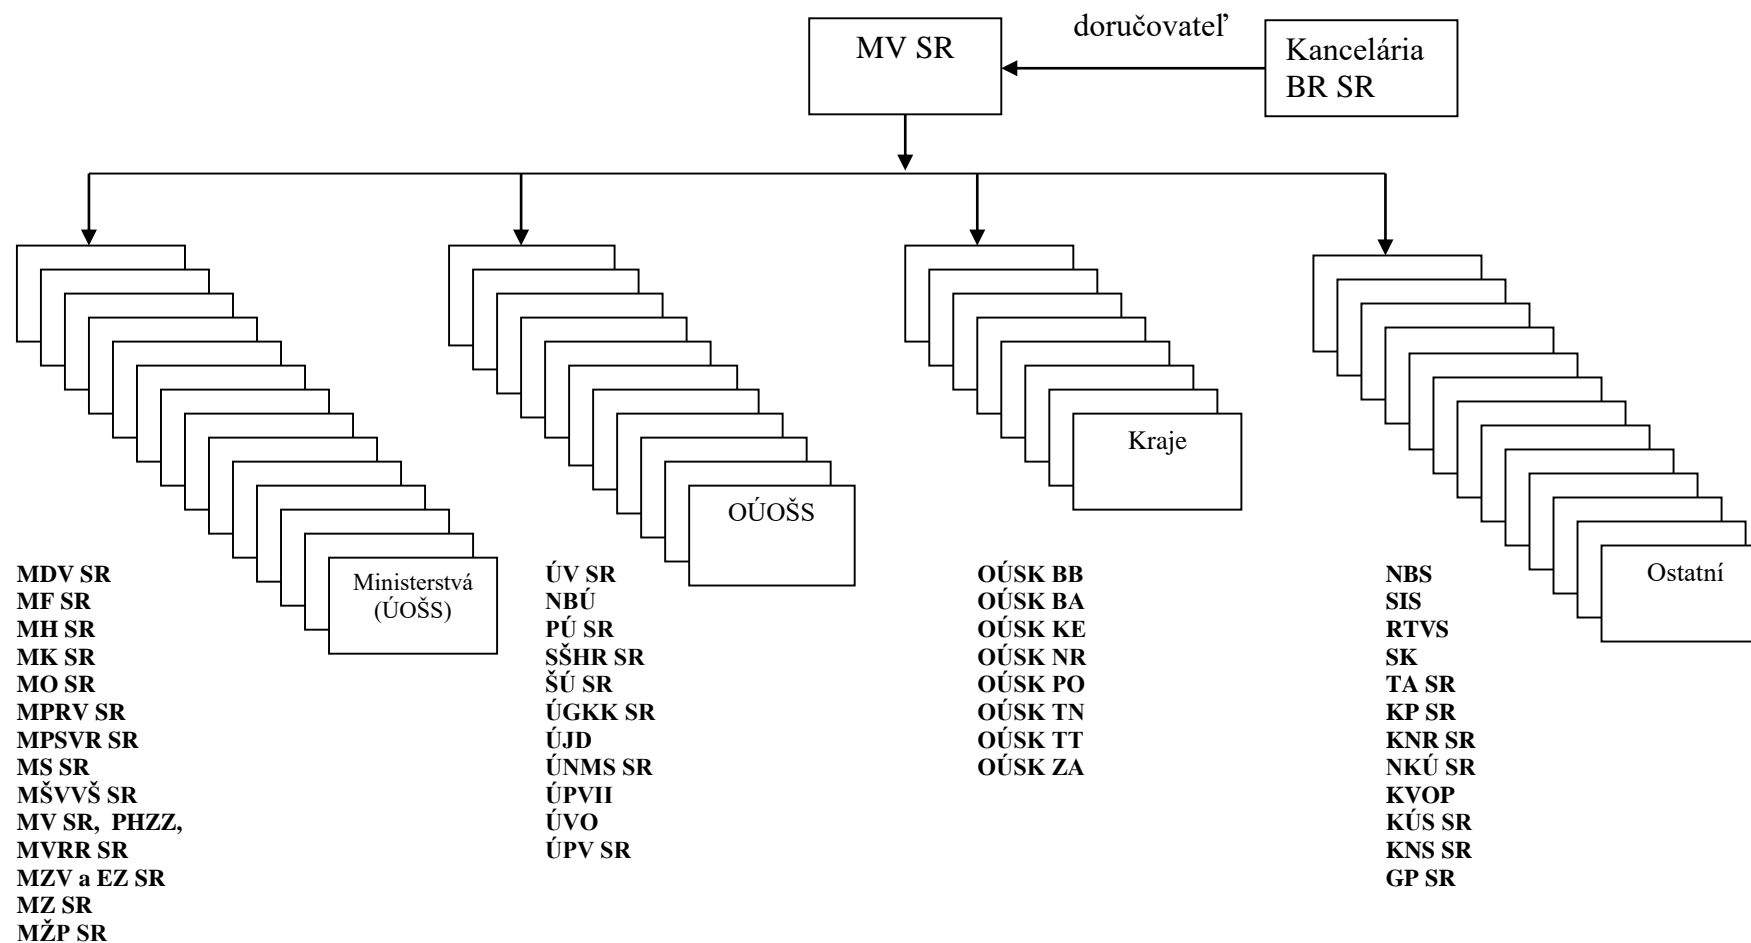 doručovateľ
MV SR
Kancelária
BR SR
Ministerstvá
(ÚOŠS)
OÚOŠS
Kraje
Ostatní
MDV SR
MF SR
MH SR
MK SR
MO SR
MPRV SR
MPSVR SR
MS SR
MŠVVŠ SR
MV SR, PHZZ,
MVRR SR
MZV a EZ SR
MZ SR
MŽP SR
ÚV SR
NBÚ
PÚ SR
SŠHR SR
ŠÚ SR
ÚGKK SR
ÚJD
ÚNMS SR
ÚPVII
ÚVO
ÚPV SR
OÚSK BB
OÚSK BA
OÚSK KE
OÚSK NR
OÚSK PO
OÚSK TN
OÚSK TT
OÚSK ZA
NBS
SIS
RTVS
SK
TA SR
KP SR
KNR SR
NKÚ SR
KVOP
KÚS SR
KNS SR
GP SR